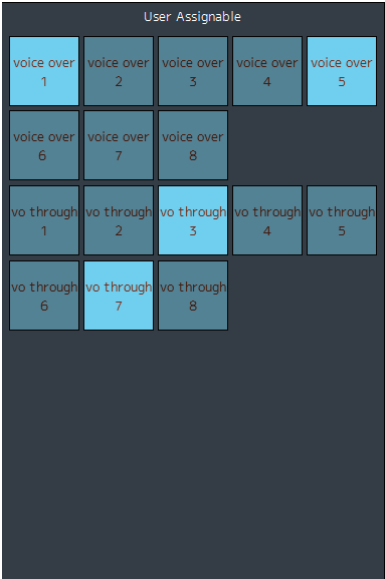 User Assignable
voice over
1
voice over
2
voice over
3
voice over
4
voice over
5
voice over
6
voice over
7
voice over
8
vo through
1
vo through
2
vo through
3
vo through
4
vo through
5
vo through
6
vo through
7
vo through
8